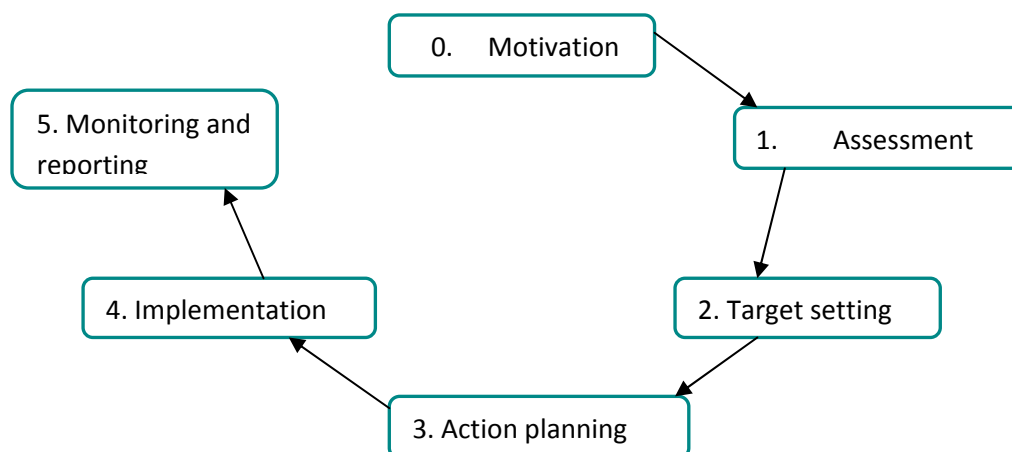 0. Motivation
1. Assessment
2. Target setting
3. Action planning
4. Implementation
5. Monitoring and
reporting